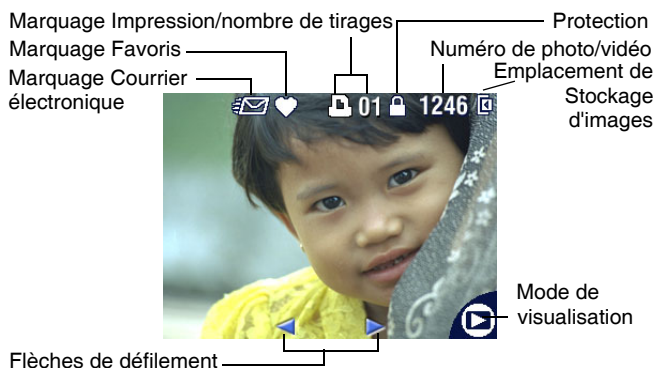 Marquage Impression/nombre de tirages
Protection
Marquage Favoris
Numéro de photo/vidéo
Marquage Courrier
électronique
Emplacement de
Stockage
d'images
01 1246
Mode de
visualisation
Flèches de défilement